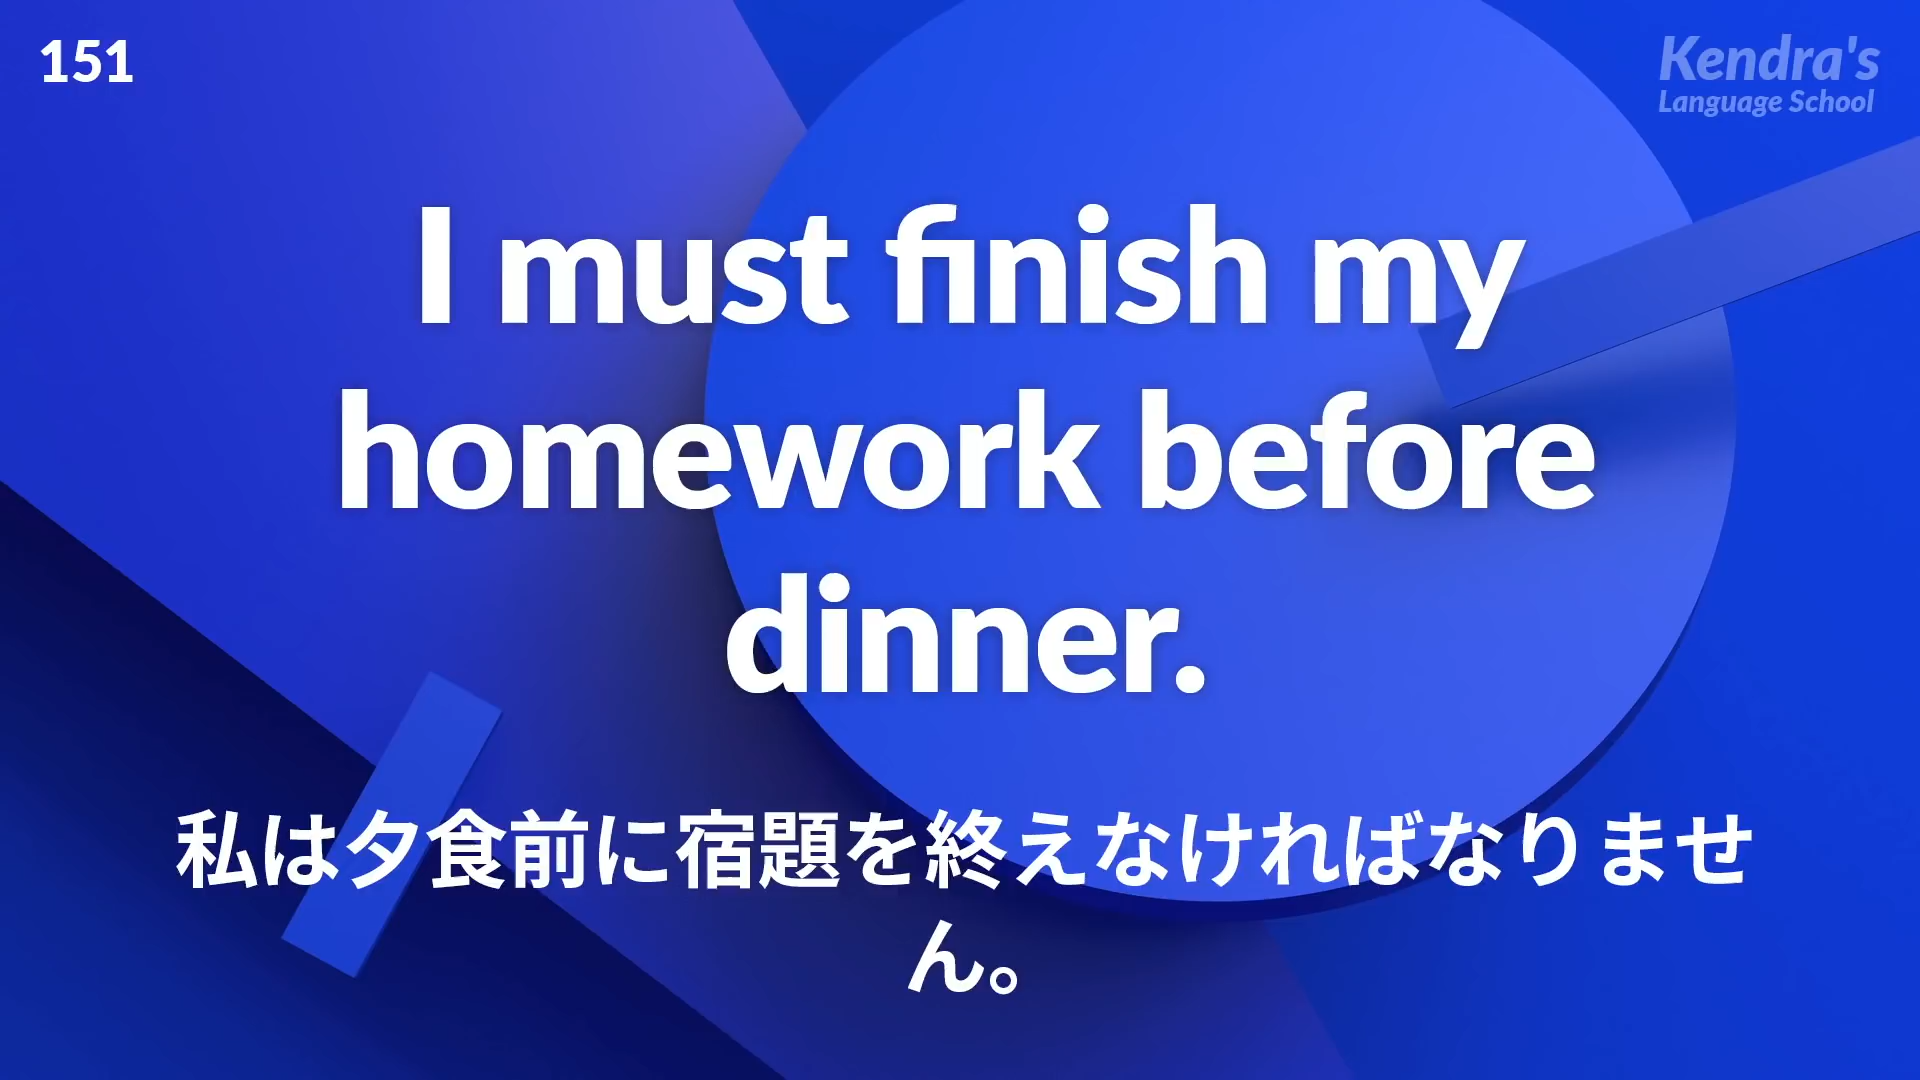 151
Kendra's
Language School
I must finish my
homework before
dinner.
私は夕食前に宿題を終えなければなりませ
ん。